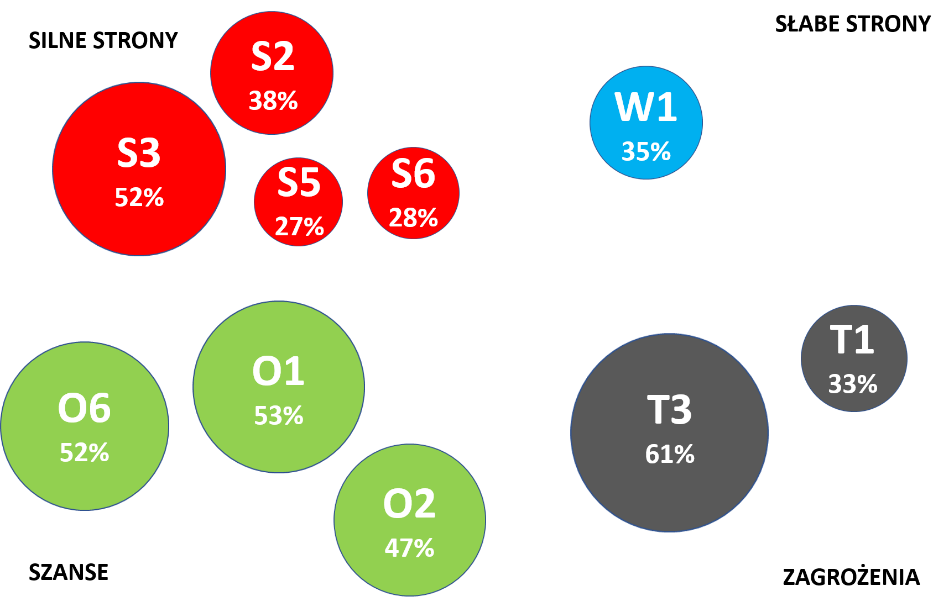 SILNE STRONY
S2
38%
S3
52%
S5
27%
S6
28%
SŁABE STRONY
W1
35%
O6
52%
O1
53%
O2
47%
SZANSE
T1
33%
T3
61%
ZAGROŻENIA